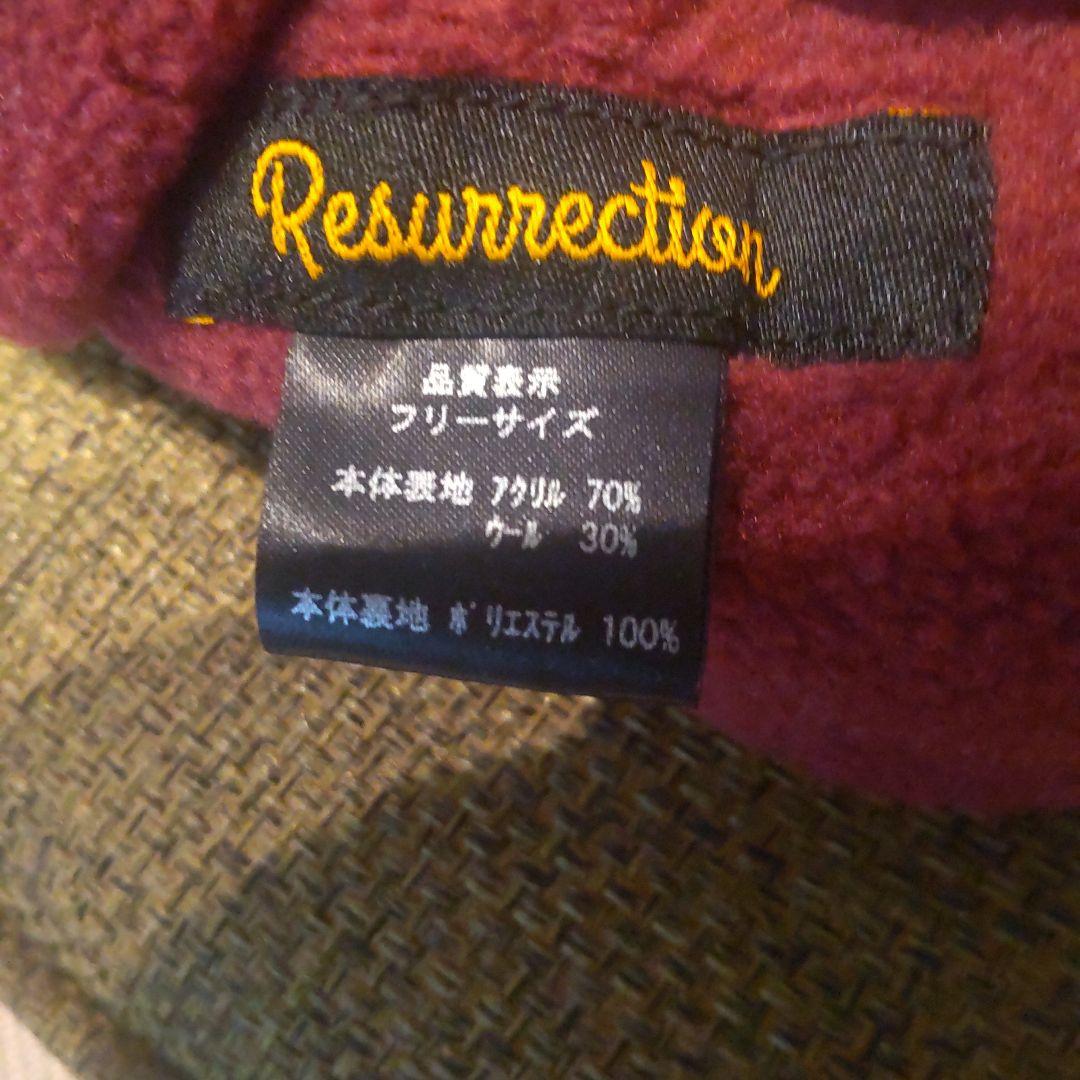 Resurrection
品質表示
フリーサイズ
本体表地 アクリル 70%
ウール 30%
本体裏地 ポリエステル 100%